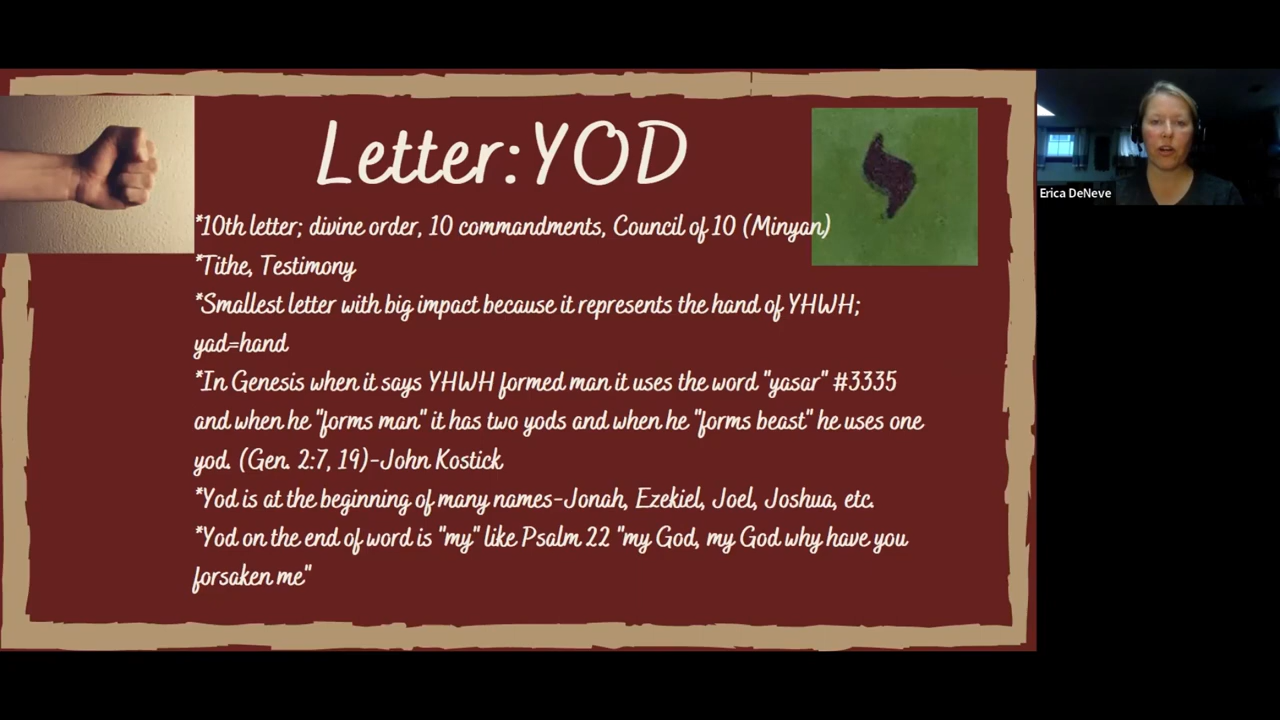 Letter:YOD
*10th letter; divine order, 10 commandments, Council of 10 (Minyan)
*Tithe, Testimony
*Smallest letter with big impact because it represents the hand of YHWH;
yad=hand
*In Genesis when it says YHWH formed man it uses the word "yasar" #3335
and when he "forms man" it has two yods and when he "forms beast" he uses one
yod. (Gen. 2:7, 19)-John Kostick
*Yod is at the beginning of many names-Jonah, Ezekiel, Joel, Joshua, etc.
*Yod on the end of word is "my" like Psalm 22 "my God, my God why have you
forsaken me"
Erica DeNeve